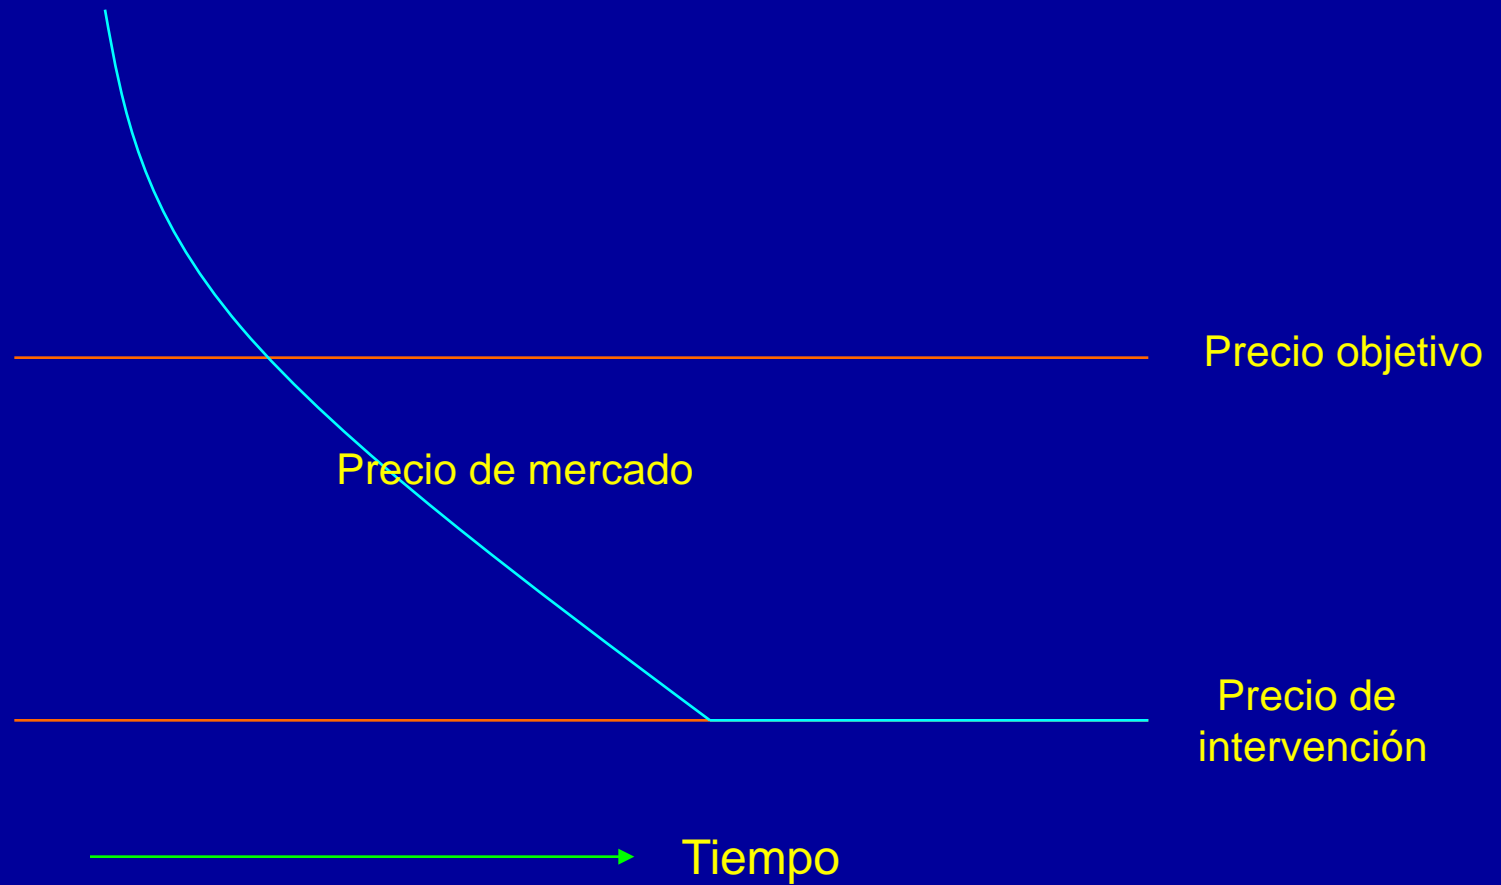 Precio objetivo
Precio de mercado
Precio de
intervención
Tiempo